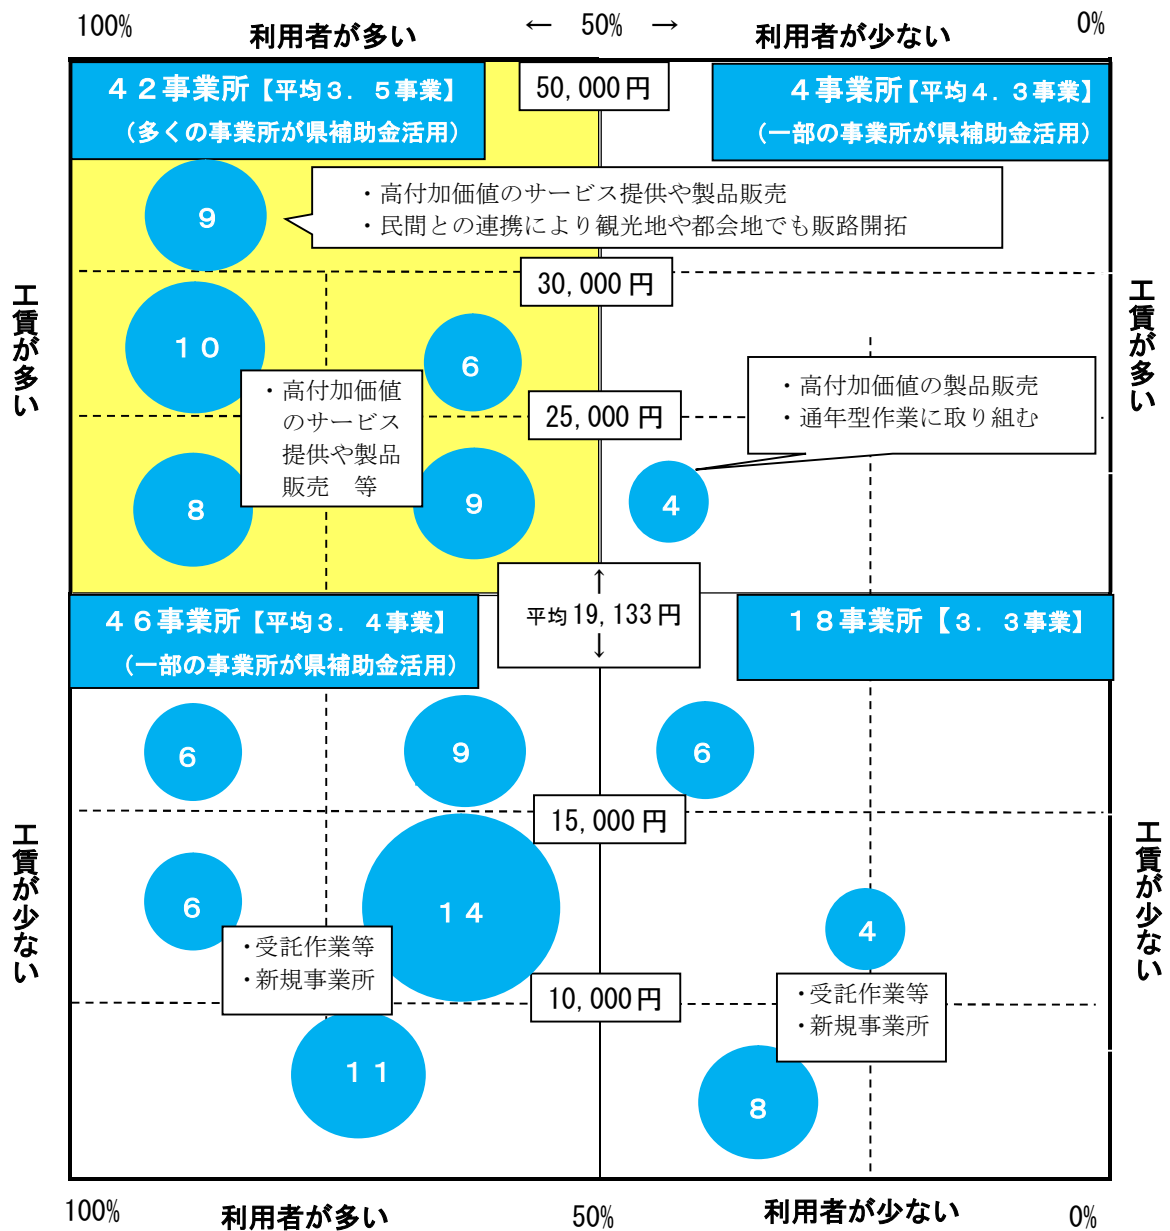 100%
利用者が多い
← 50% →
利用者が少ない
0%
42事業所【平均3.5事業】
(多くの事業所が県補助金活用)
50,000円
4事業所【平均4.3事業】
(一部の事業所が県補助金活用)
9
・高付加価値のサービス提供や製品販売
・民間との連携により観光地や都会地でも販路開拓
30,000円
工賃が多い
工賃が多い
10
6
・高付加価値
のサービス
提供や製品
販売 等
・高付加価値の製品販売
・通年型作業に取り組む
25,000円
8
9
4
↑
平均19,133円
↓
46事業所【平均3.4事業】
(一部の事業所が県補助金活用)
18事業所【3.3事業】
6
9
6
15,000円
工賃が少ない
工賃が少ない
6
14
4
・受託作業等
・新規事業所
10,000円
・受託作業等
・新規事業所
11
8
100%
利用者が多い
50%
利用者が少ない
0%